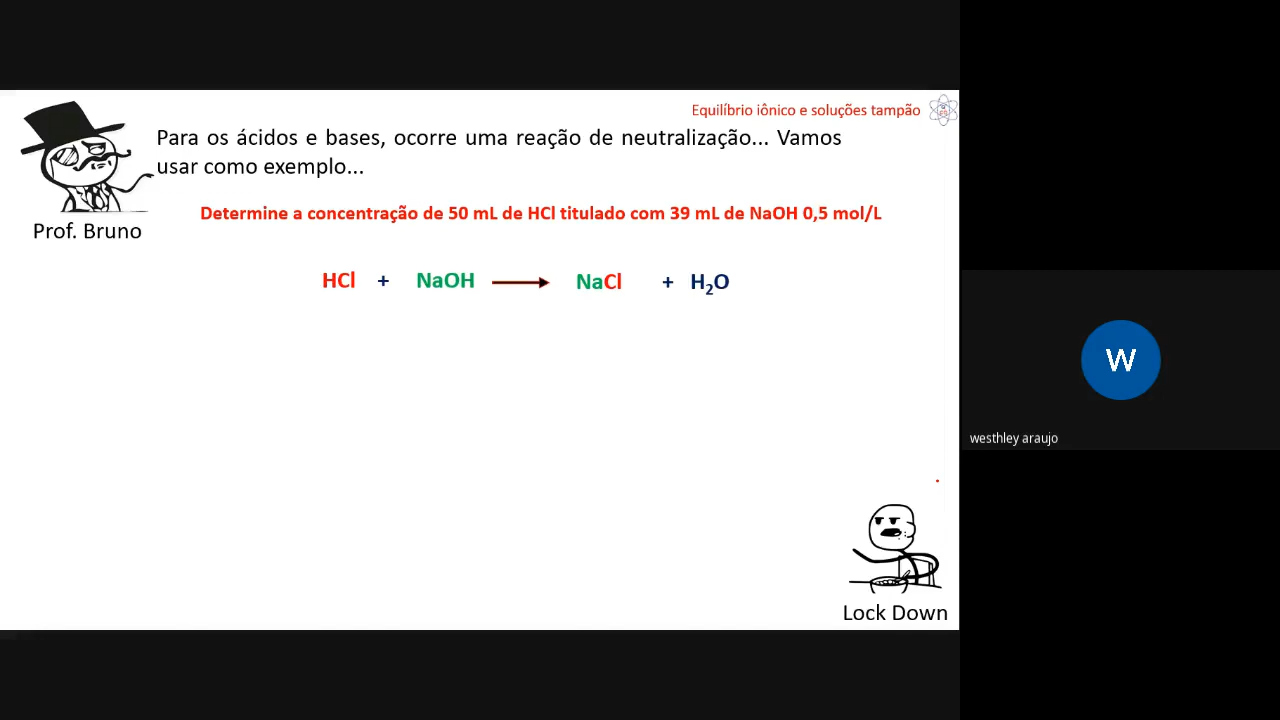 Equilíbrio iônico e soluções tampão
Para os ácidos e bases, ocorre uma reação de neutralização... Vamos
usar como exemplo...
Prof. Bruno
Determine a concentração de 50 mL de HCl titulado com 39 mL de NaOH 0,5 mol/L
HCl + NaOH → NaCl + H₂O
W
westhley araujo
Lock Down